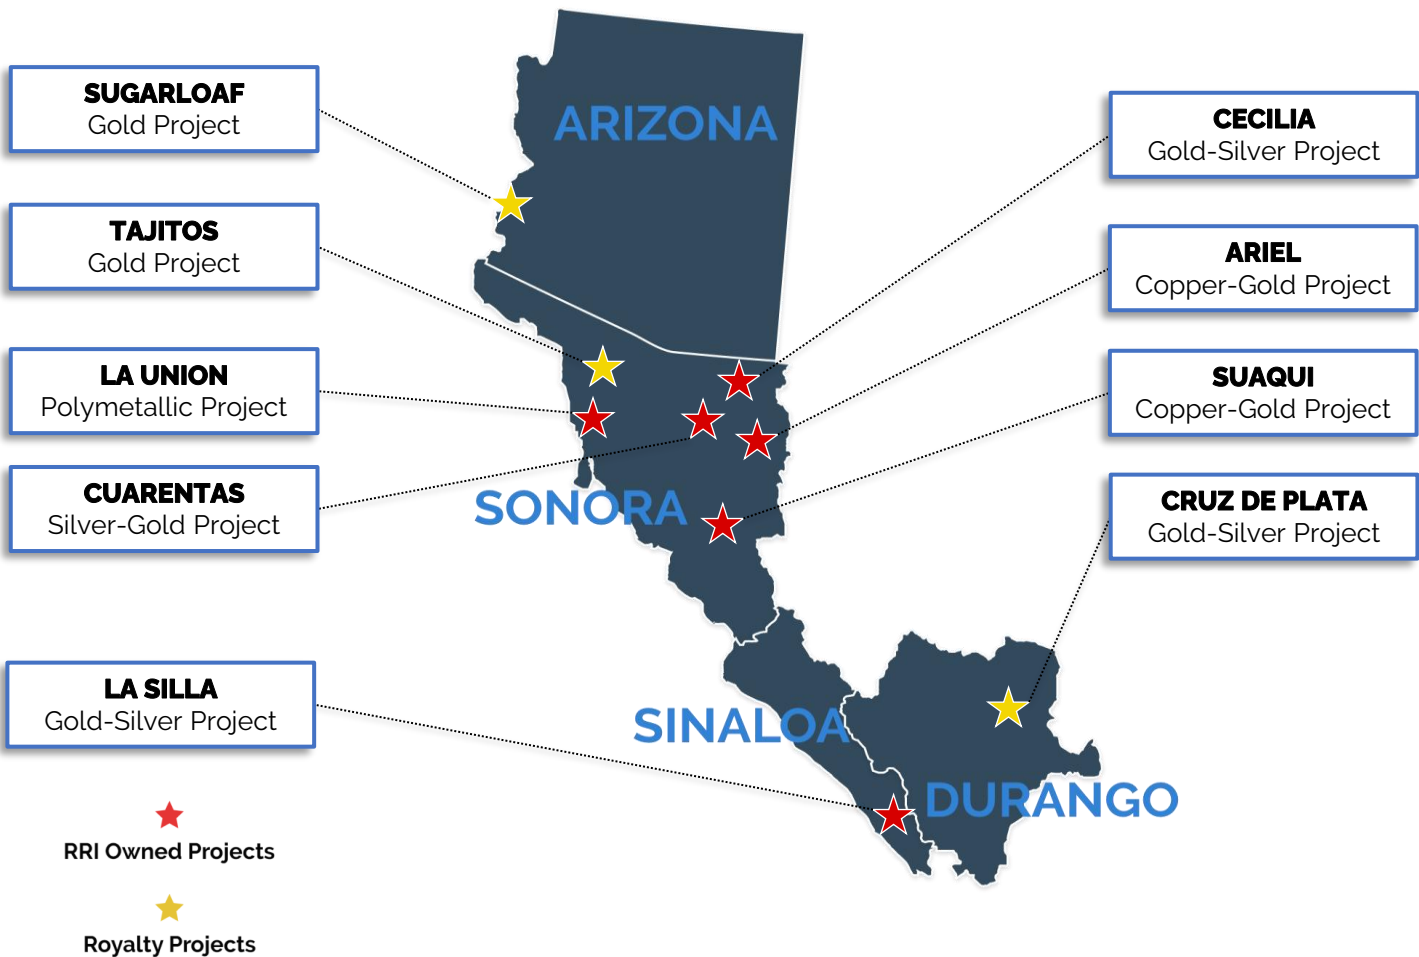 SUGARLOAF
Gold Project
TAJITOS
Gold Project
LA UNION
Polymetallic Project
CUARENTAS
Silver-Gold Project
LA SILLA
Gold-Silver Project
RRI Owned Projects
Royalty Projects
ARIZONA
SONORA
SINALOA
DURANGO
CECILIA
Gold-Silver Project
ARIEL
Copper-Gold Project
SUAQUI
Copper-Gold Project
CRUZ DE PLATA
Gold-Silver Project